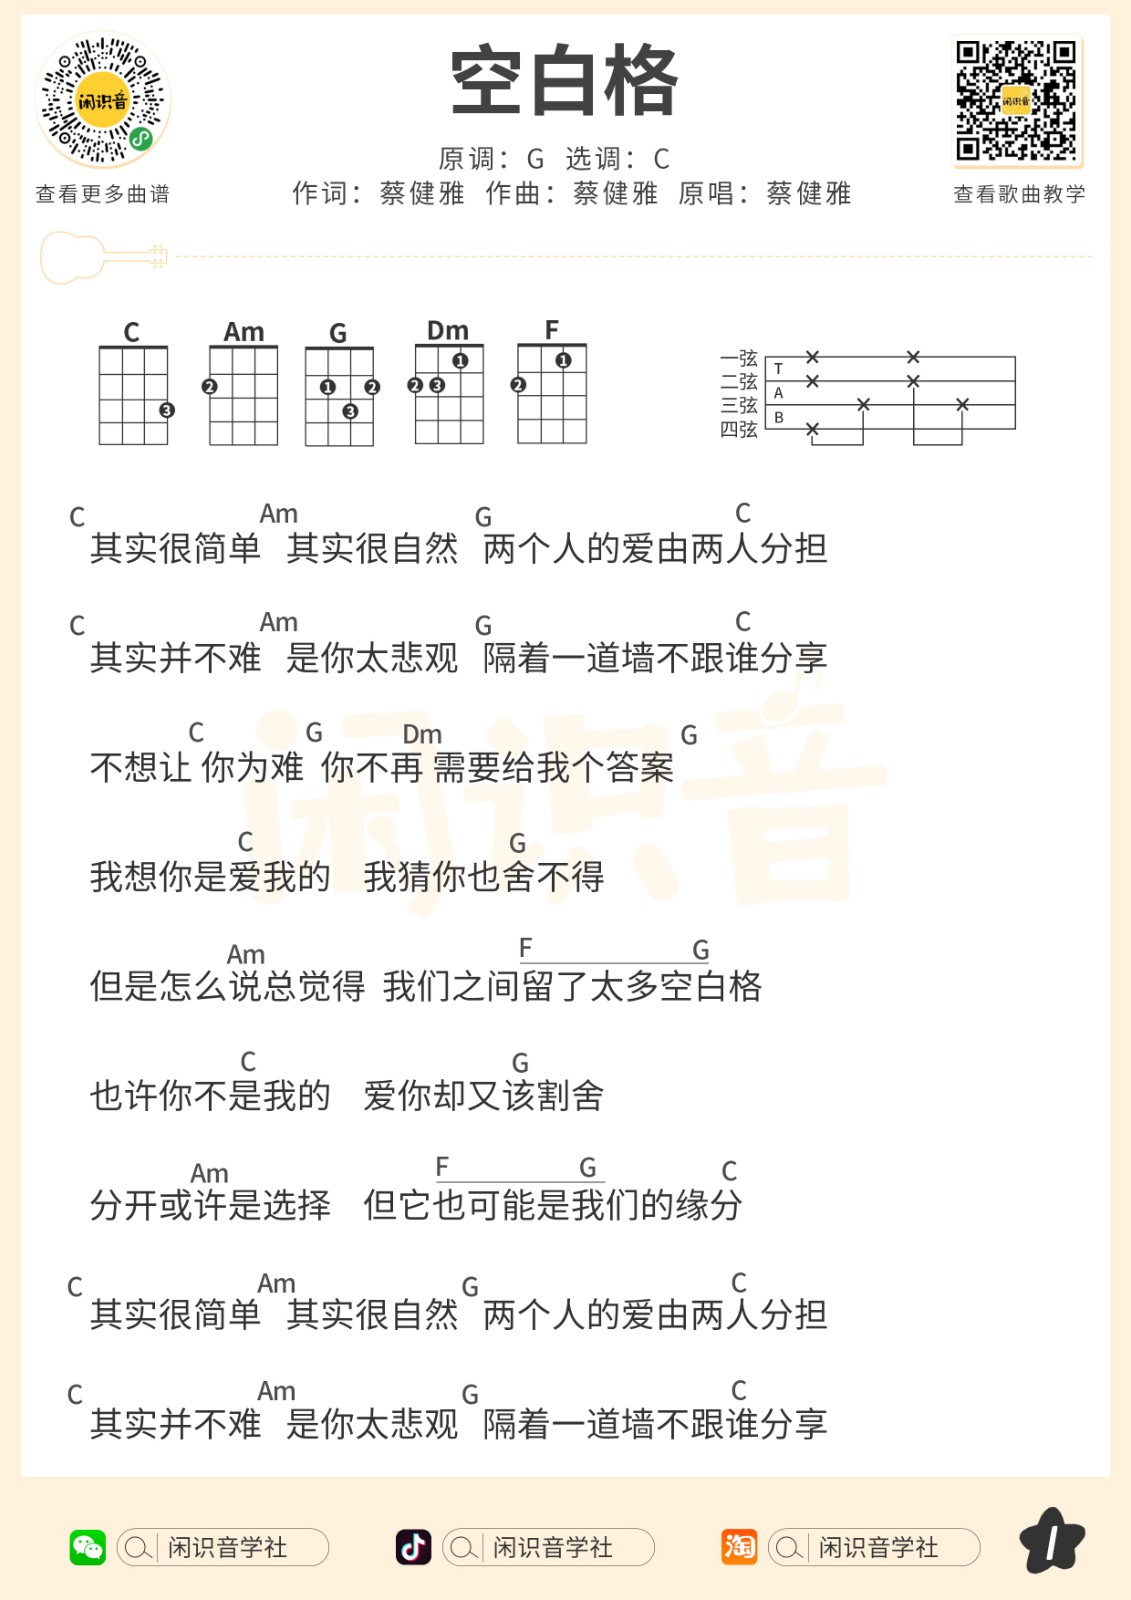 闲识音
查看更多曲谱
空白格
原调：G 选调：C
作词：蔡健雅 作曲：蔡健雅 原唱：蔡健雅
闲识音
查看歌曲教学
C Am G Dm F
3
2
1 2 3
1 2 3
1 2
一弦
二弦
三弦
四弦
T
A
B
C Am G C
其实很简单 其实很自然 两个人的爱由两人分担
C Am G C
其实并不难 是你太悲观 隔着一道墙不跟谁分享
C G Dm G
不想让 你为难 你不再 需要给我个答案
C G
我想你是爱我的 我猜你也舍不得
Am F G
但是怎么说总觉得 我们之间留了太多空白格
C G
也许你不是我的 爱你却又该割舍
Am F G C
分开或许是选择 但它也可能是我们的缘分
C Am G C
其实很简单 其实很自然 两个人的爱由两人分担
C Am G C
其实并不难 是你太悲观 隔着一道墙不跟谁分享
闲识音
闲识音学社 闲识音学社 淘 闲识音学社 1